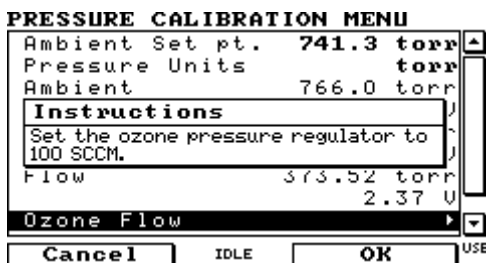 PRESSURE CALIBRATION MENU
Ambient Set pt. 741.3 torr
Pressure Units torr
Ambient 766.0 torr
Instructions
Set the ozone pressure regulator to
100 SCCM.
Flow 373.52 torr
2.37 V
Ozone Flow
Cancel IDLE OK USE